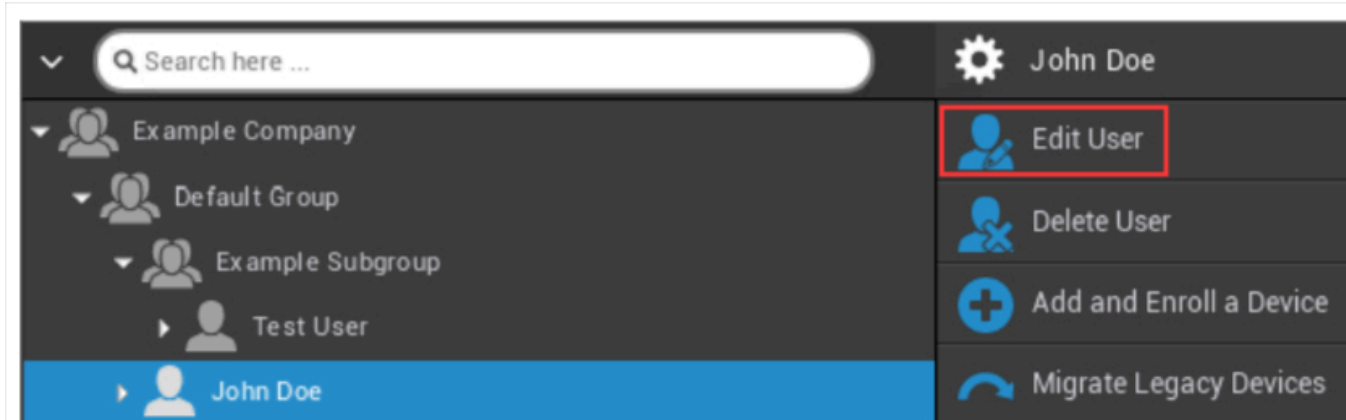 Search here ...
Example Company
Default Group
Example Subgroup
Test User
John Doe
John Doe
Edit User
Delete User
Add and Enroll a Device
Migrate Legacy Devices